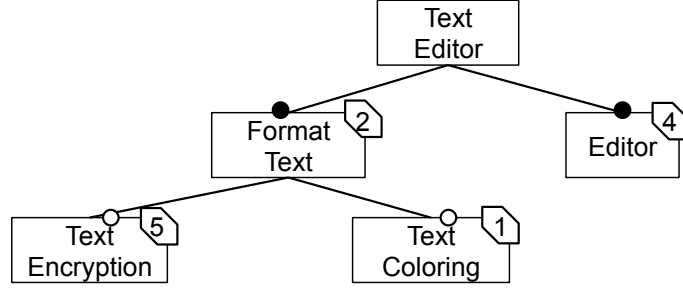 Text
Editor
Format
Text
2
Editor
4
Text
Encryption
5
Text
Coloring
1